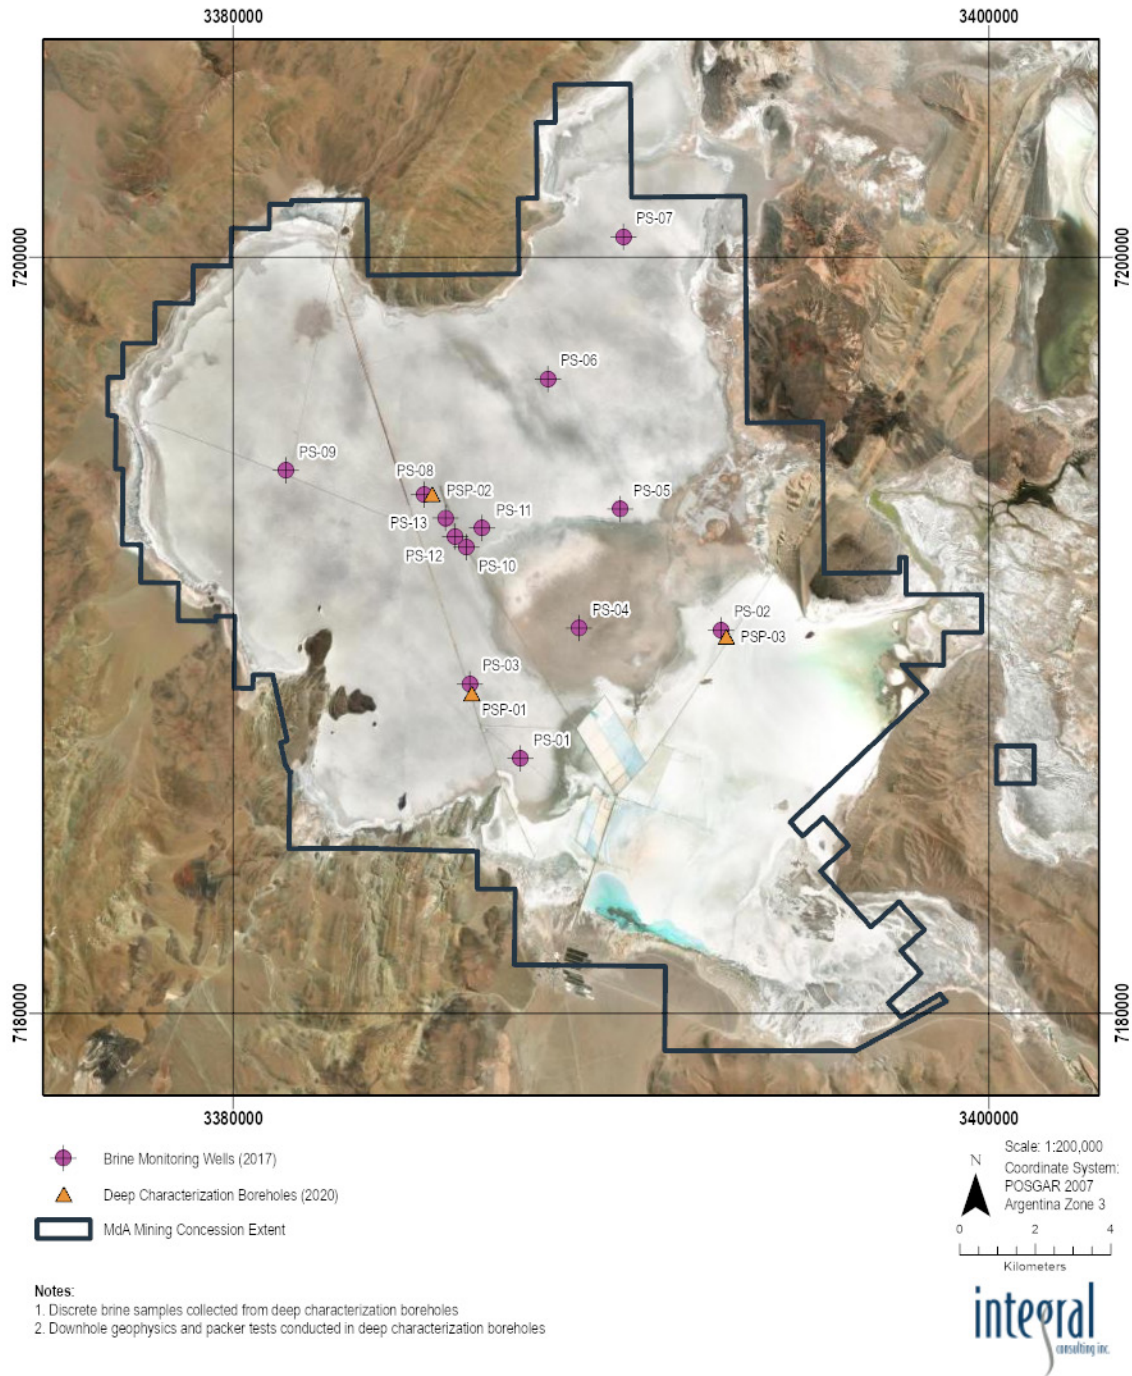 3380000
3400000
7200000
7200000
PS-07
PS-06
PS-09
PS-08
PSP-02
PS-05
PS-13
PS-11
PS-12
PS-10
PS-04
PS-02
PSP-03
PS-03
PSP-01
PS-01
7180000
7180000
3380000
3400000
Brine Monitoring Wells (2017)
Deep Characterization Boreholes (2020)
MdA Mining Concession Extent
Scale: 1:200,000
N
Coordinate System:
POSGAR 2007
Argentina Zone 3
0 2 4
Kilometers
Notes:
1. Discrete brine samples collected from deep characterization boreholes
2. Downhole geophysics and packer tests conducted in deep characterization boreholes
integral
consulting inc.